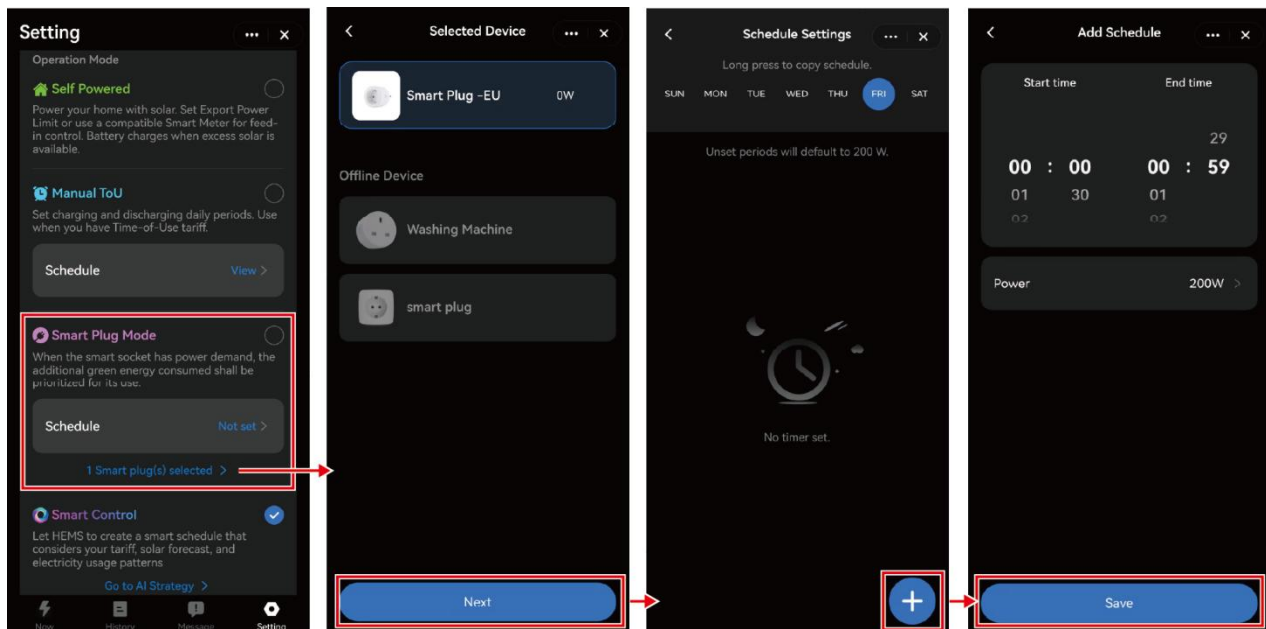 Setting
Operation Mode
Self Powered
Power your home with solar. Set Export Power
Limit or use a compatible Smart Meter for feed-
in control. Battery charges when excess solar is
available.
Manual ToU
Set charging and discharging daily periods. Use
when you have Time-of-Use tariff.
Schedule View >
Smart Plug Mode
When the smart socket has power demand, the
additional green energy consumed shall be
prioritized for its use.
Schedule Not set >
1 Smart plug(s) selected >
Smart Control
Let HEMS to create a smart schedule that
considers your tariff, solar forecast, and
electricity usage patterns
Go to AI Strategy >
Now History Message Setting
Selected Device
Smart Plug -EU 0W
Offline Device
Washing Machine
smart plug
Next
Schedule Settings
Long press to copy schedule.
SUN MON TUE WED THU FRI SAT
Unset periods will default to 200 W.
No timer set.
Add Schedule
Start time End time
29
00 : 00 00 : 59
01 30 01
02 02
Power 200W >
Save